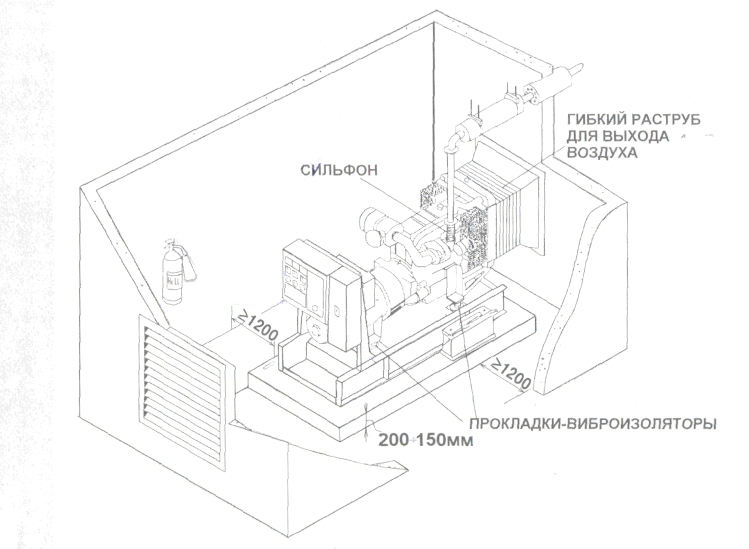 ГИБКИЙ РАСТРУБ
ДЛЯ ВЫХОДА
ВОЗДУХА
СИЛЬФОН
≥1200
≥1200
ПРОКЛАДКИ-ВИБРОИЗОЛЯТОРЫ
200÷150мм